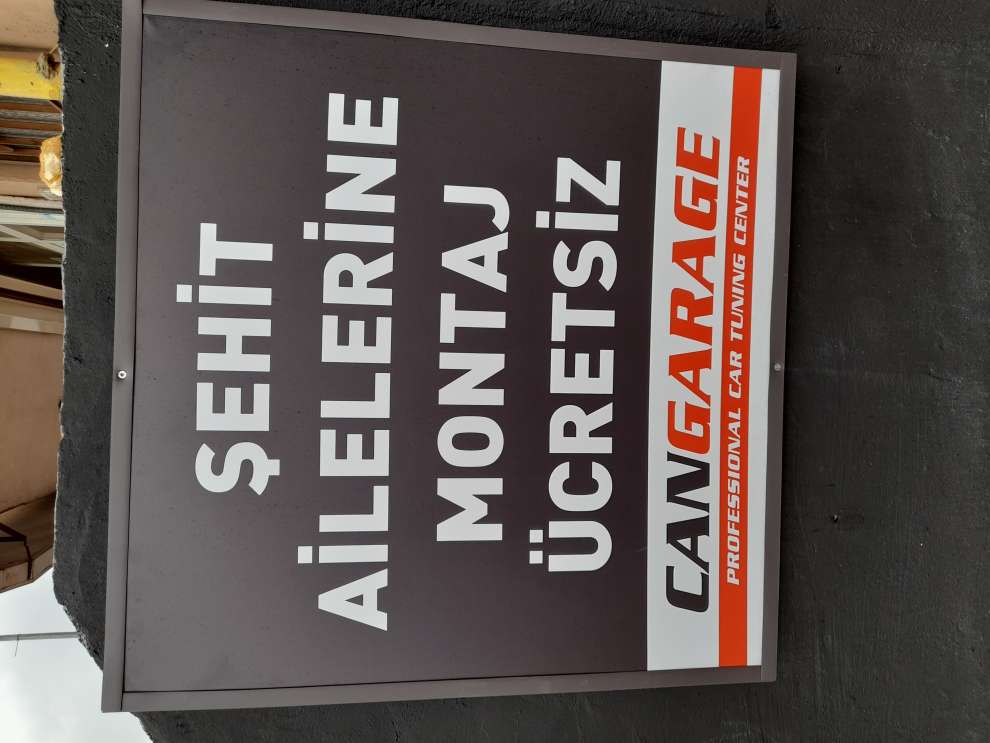 ŞEHİT
AİLELERİNE
MONTAJ
ÜCRETSİZ
CANGARAGE
PROFESSIONAL CAR TUNING CENTER